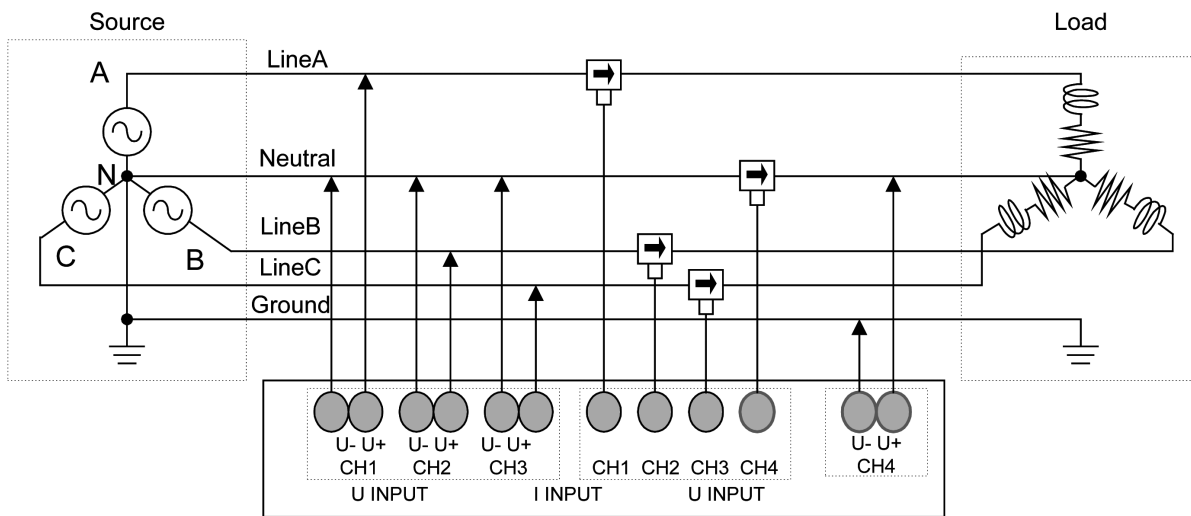 Source
Load
A
LineA
N
Neutral
C
B
LineB
LineC
Ground
U- U+
CH1
U- U+
CH2
U- U+
CH3
CH1
CH2
CH3
CH4
U- U+
CH4
U INPUT
I INPUT
U INPUT